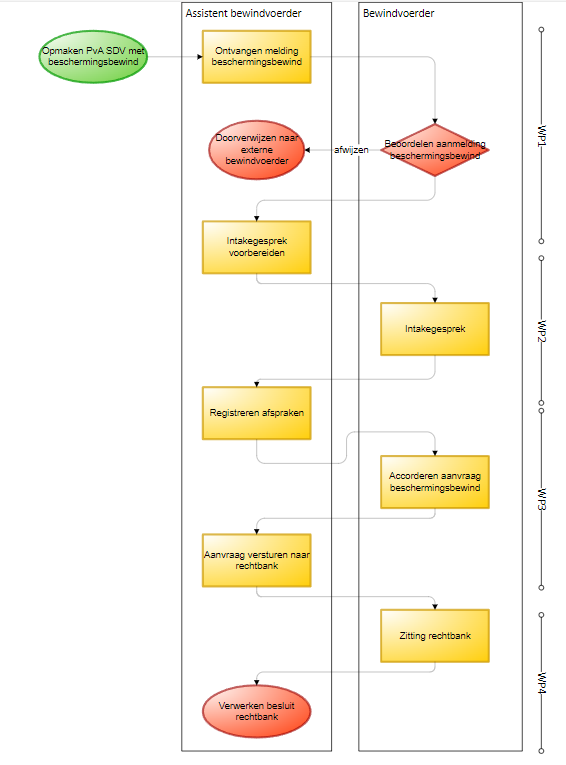 Assistent bewindvoerder
Bewindvoerder
Opmaken PvA SDV met
beschermingsbewind
Ontvangen melding
beschermingsbewind
WP1
Doorverwijzen naar
externe
bewindvoerder
afwijzen
Beoordelen aanmelding
beschermingsbewind
Intakegesprek
voorbereiden
WP2
Intakegesprek
Registreren afspraken
Accorderen aanvraag
beschermingsbewind
WP3
Aanvraag versturen naar
rechtbank
Zitting rechtbank
WP4
Verwerken besluit
rechtbank